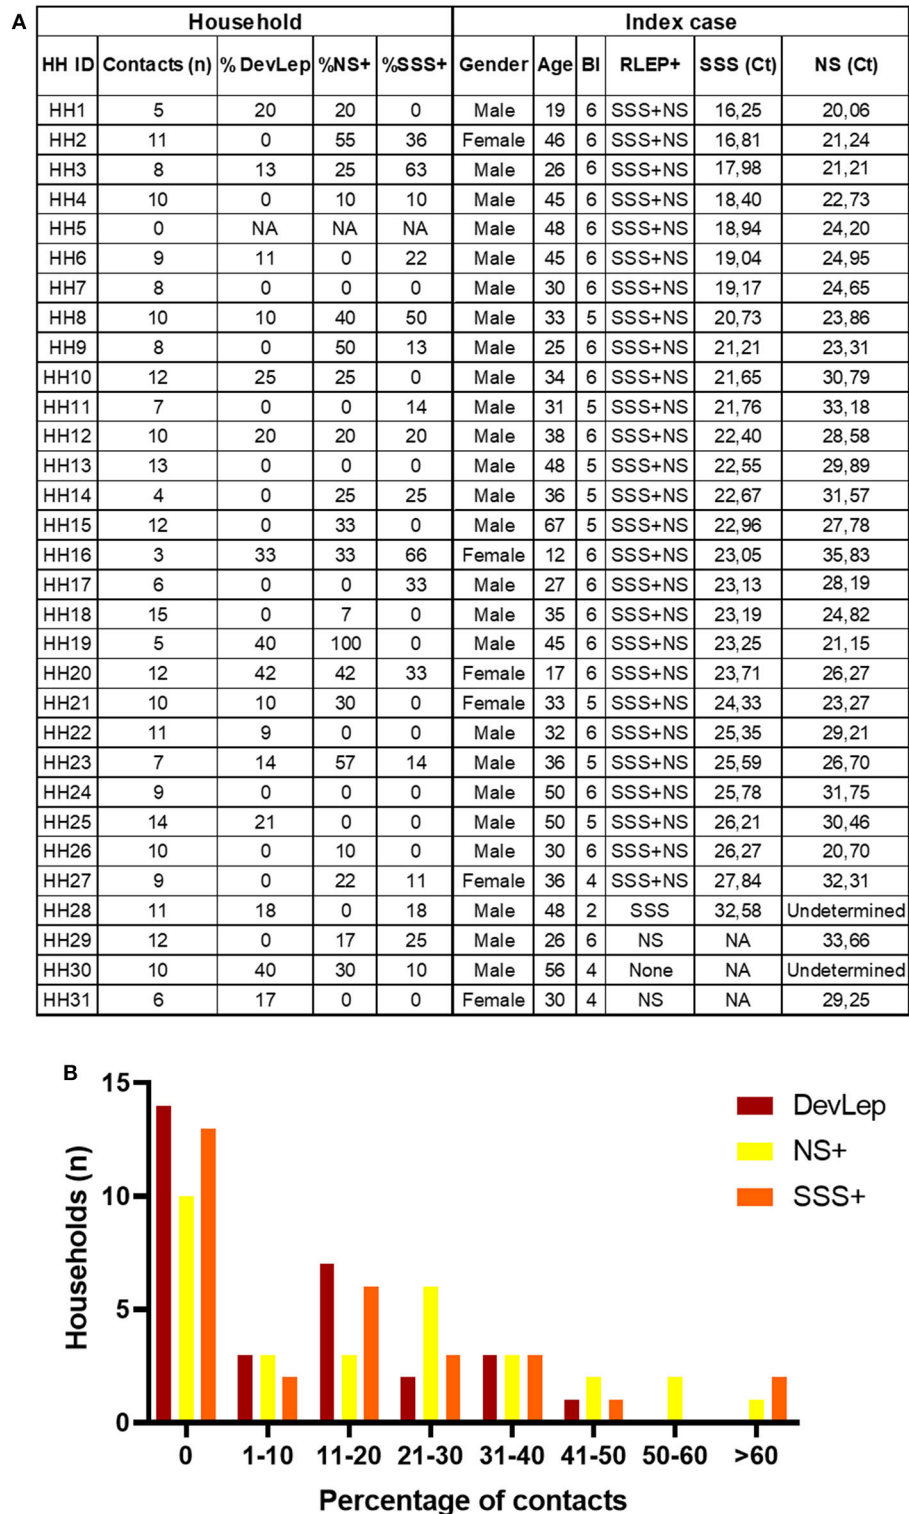 A
Household Index case
HH ID Contacts (n) % DevLep %NS+ %SSS+ Gender Age BI RLEP+ SSS (Ct) NS (Ct)
HH1 5 20 20 0 Male 19 6 SSS+NS 16,25 20,06
HH2 11 0 55 36 Female 46 6 SSS+NS 16,81 21,24
HH3 8 13 25 63 Male 26 6 SSS+NS 17,98 21,21
HH4 10 0 10 10 Male 45 6 SSS+NS 18,40 22,73
HH5 0 NA NA NA Male 48 6 SSS+NS 18,94 24,20
HH6 9 11 0 22 Male 45 6 SSS+NS 19,04 24,95
HH7 8 0 0 0 Male 30 6 SSS+NS 19,17 24,65
HH8 10 10 40 50 Male 33 5 SSS+NS 20,73 23,86
HH9 8 0 50 13 Male 25 6 SSS+NS 21,21 23,31
HH10 12 25 25 0 Male 34 6 SSS+NS 21,65 30,79
HH11 7 0 0 14 Male 31 5 SSS+NS 21,76 33,18
HH12 10 20 20 20 Male 38 6 SSS+NS 22,40 28,58
HH13 13 0 0 0 Male 48 5 SSS+NS 22,55 29,89
HH14 4 0 25 25 Male 36 5 SSS+NS 22,67 31,57
HH15 12 0 33 0 Male 67 5 SSS+NS 22,96 27,78
HH16 3 33 33 66 Female 12 6 SSS+NS 23,05 35,83
HH17 6 0 0 33 Male 27 6 SSS+NS 23,13 28,19
HH18 15 0 7 0 Male 35 6 SSS+NS 23,19 24,82
HH19 5 40 100 0 Male 45 6 SSS+NS 23,25 21,15
HH20 12 42 42 33 Female 17 6 SSS+NS 23,71 26,27
HH21 10 10 30 0 Female 33 5 SSS+NS 24,33 23,27
HH22 11 9 0 0 Male 32 6 SSS+NS 25,35 29,21
HH23 7 14 57 14 Male 36 5 SSS+NS 25,59 26,70
HH24 9 0 0 0 Male 50 6 SSS+NS 25,78 31,75
HH25 14 21 0 0 Male 50 5 SSS+NS 26,21 30,46
HH26 10 0 10 0 Male 30 6 SSS+NS 26,27 20,70
HH27 9 0 22 11 Female 36 4 SSS+NS 27,84 32,31
HH28 11 18 0 18 Male 48 2 SSS 32,58 Undetermined
HH29 12 0 17 25 Male 26 6 NS NA 33,66
HH30 10 40 30 10 Male 56 4 None NA Undetermined
HH31 6 17 0 0 Female 30 4 NS NA 29,25
B
15
10
5
0
Households (n)
DevLep
NS+
SSS+
0 1-10 11-20 21-30 31-40 41-50 50-60 >60
Percentage of contacts